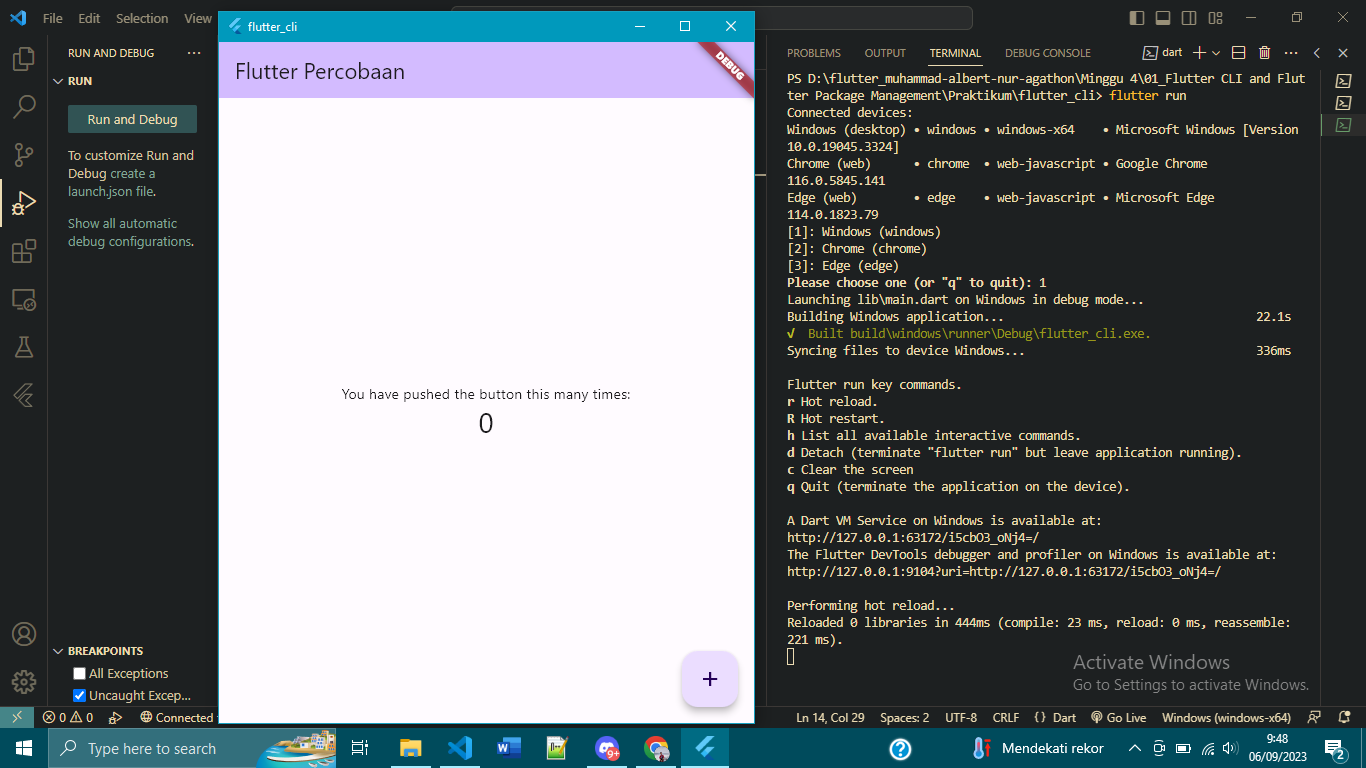 File Edit Selection View
flutter_cli
RUN AND DEBUG
RUN
Run and Debug
To customize Run and
Debug create a
launch.json file.
Show all automatic
debug configurations.
BREAKPOINTS
All Exceptions
Uncaught Excep...
Flutter Percobaan
DEBUG
You have pushed the button this many times:
0
+
PROBLEMS OUTPUT TERMINAL DEBUG CONSOLE
dart
PS D:\flutter_muhammad-albert-nur-agathon\Minggu 4\01_Flutter CLI and Flut
ter Package Management\Praktikum\flutter_cli> flutter run
Connected devices:
Windows (desktop) • windows • windows-x64 • Microsoft Windows [Version
10.0.19045.3324]
Chrome (web) • chrome • web-javascript • Google Chrome
116.0.5845.141
Edge (web) • edge • web-javascript • Microsoft Edge
114.0.1823.79
[1]: Windows (windows)
[2]: Chrome (chrome)
[3]: Edge (edge)
Please choose one (or "q" to quit): 1
Launching lib\main.dart on Windows in debug mode...
Building Windows application... 22.1s
√ Built build\windows\runner\Debug\flutter_cli.exe.
Syncing files to device Windows... 336ms
Flutter run key commands.
r Hot reload.
R Hot restart.
h List all available interactive commands.
d Detach (terminate "flutter run" but leave application running).
c Clear the screen
q Quit (terminate the application on the device).
A Dart VM Service on Windows is available at:
http://127.0.0.1:63172/i5cbO3_oNj4=/
The Flutter DevTools debugger and profiler on Windows is available at:
http://127.0.0.1:9104?uri=http://127.0.0.1:63172/i5cbO3_oNj4=/
Performing hot reload...
Reloaded 0 libraries in 444ms (compile: 23 ms, reload: 0 ms, reassemble:
221 ms).
Activate Windows
Go to Settings to activate Windows.
0 0 Connected
Ln 14, Col 29 Spaces: 2 UTF-8 CRLF {} Dart Go Live Windows (windows-x64)
Type here to search
9+
Mendekati rekor
9:48
06/09/2023
2